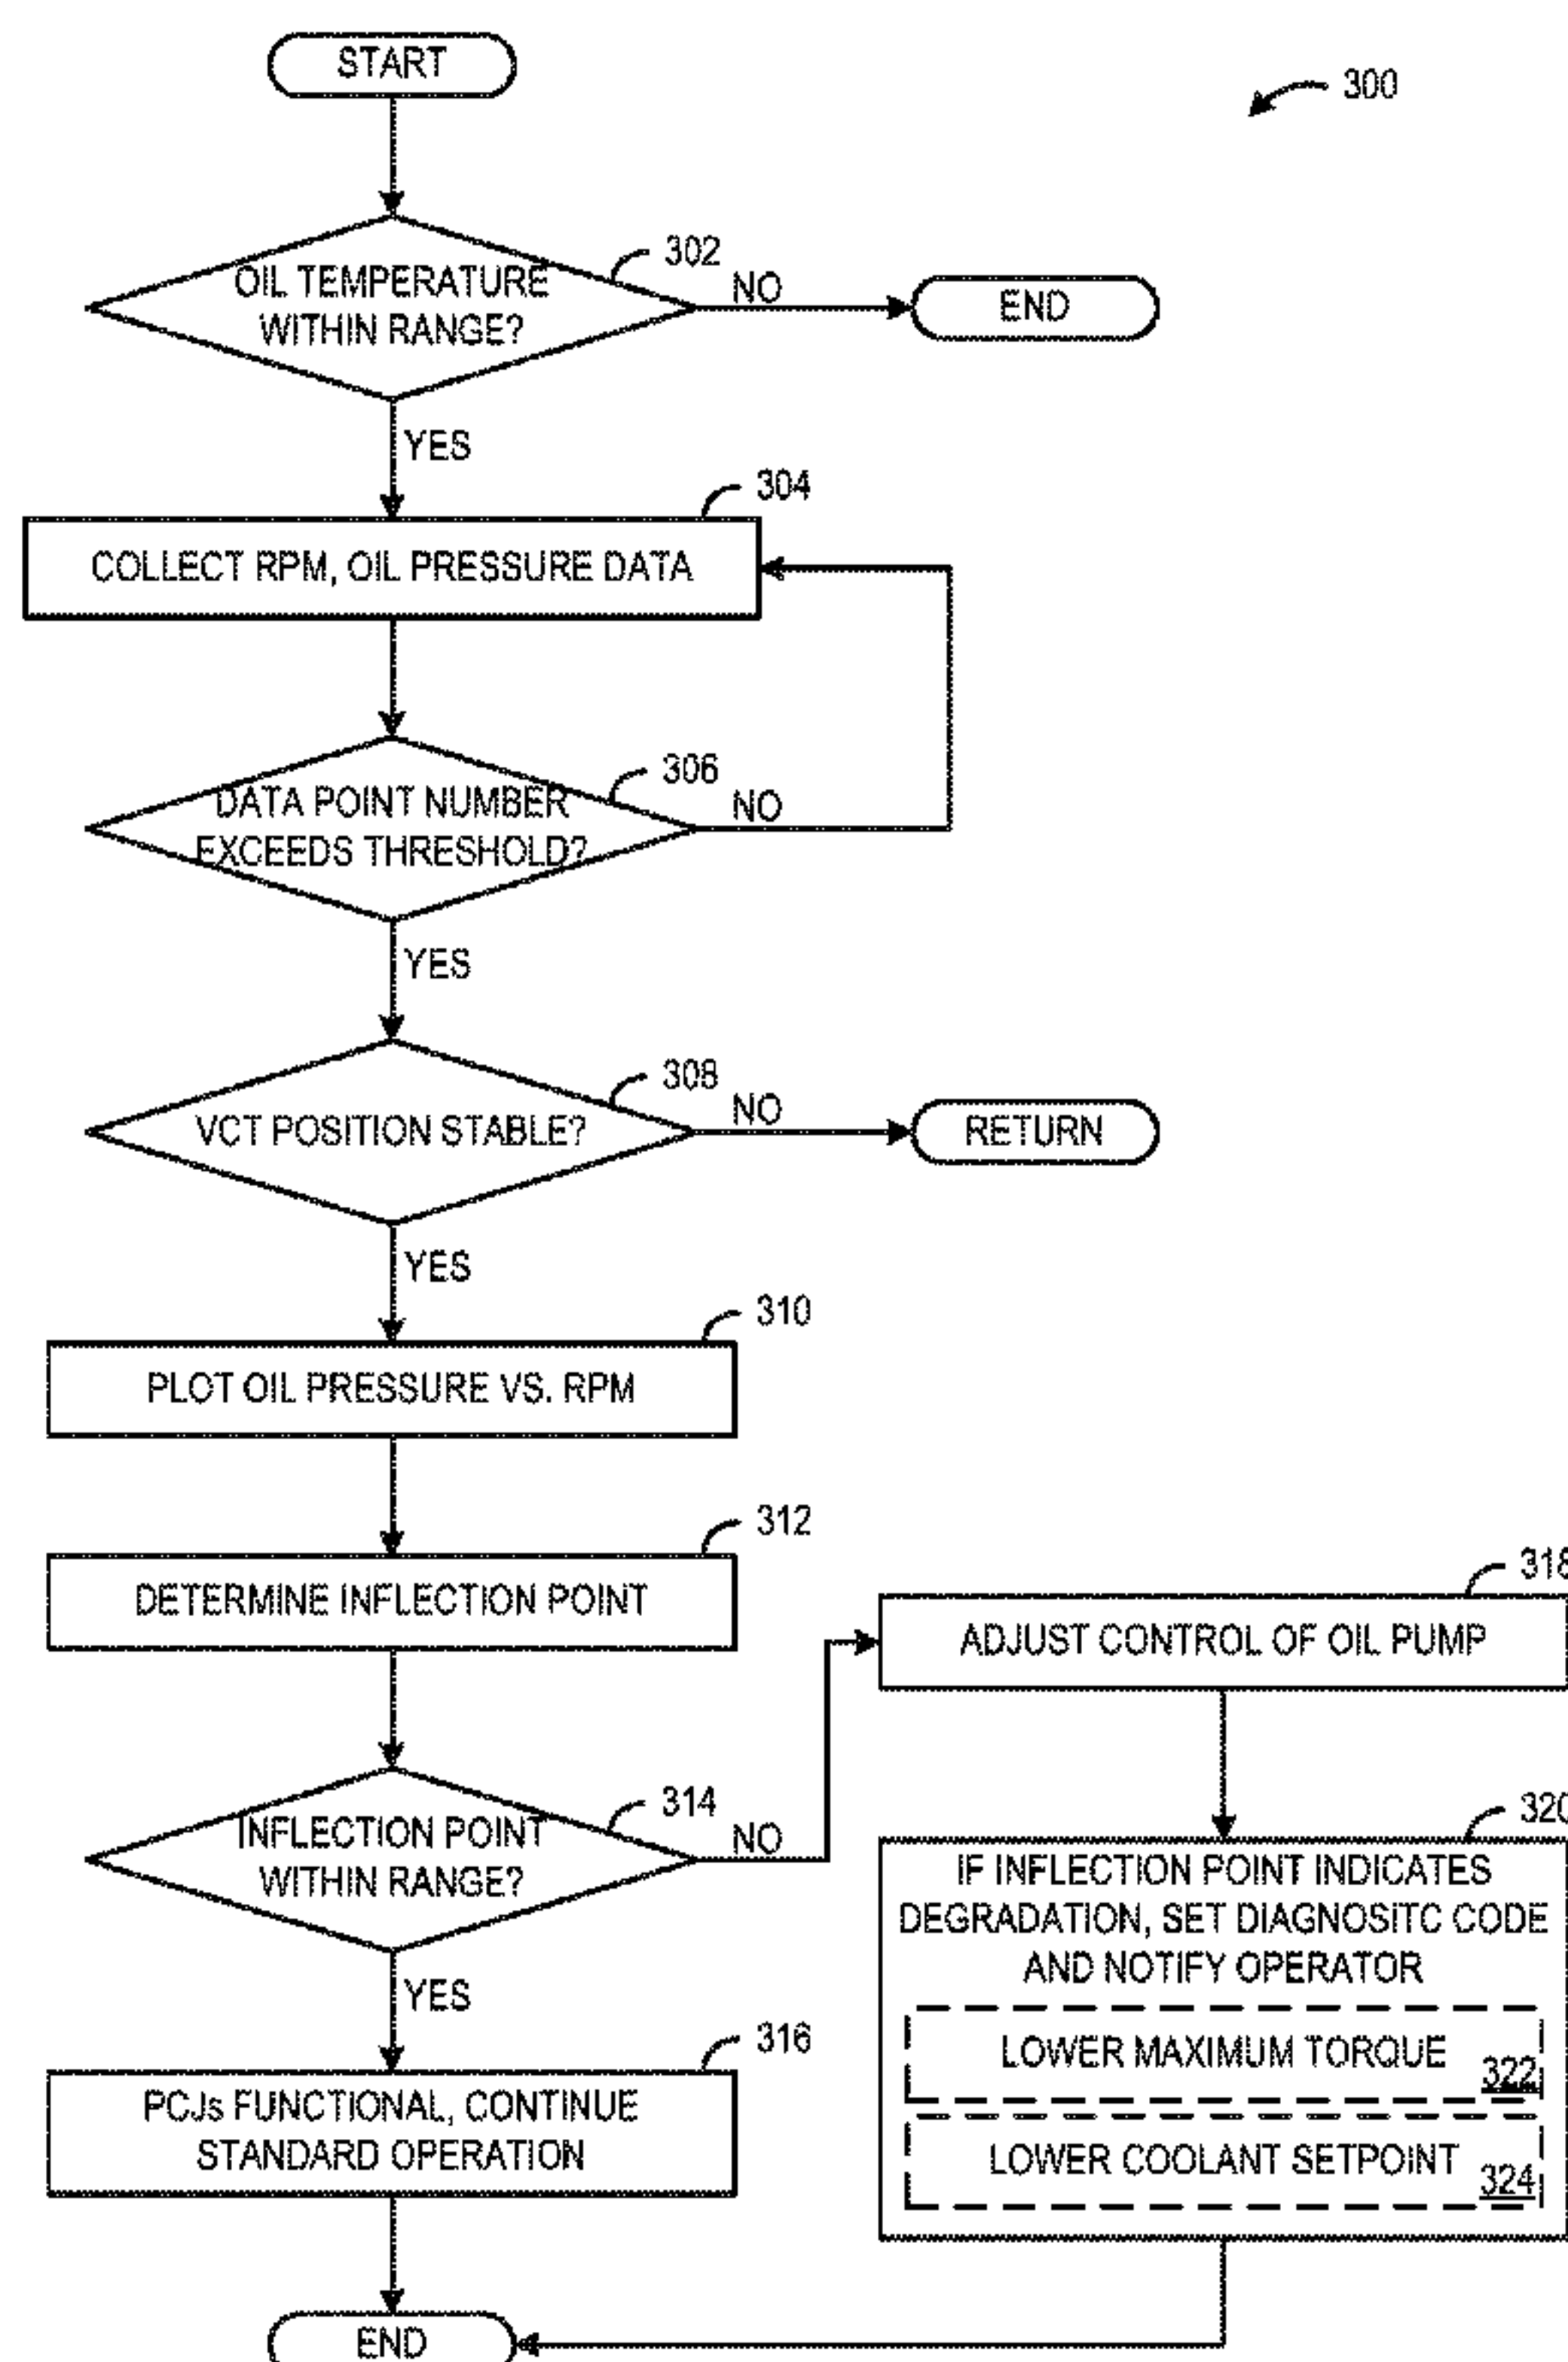 START
300
302
OIL TEMPERATURE
WITHIN RANGE?
NO
END
YES
304
COLLECT RPM, OIL PRESSURE DATA
306
DATA POINT NUMBER
EXCEEDS THRESHOLD?
NO
YES
308
VCT POSITION STABLE?
NO
RETURN
YES
310
PLOT OIL PRESSURE VS. RPM
312
DETERMINE INFLECTION POINT
314
INFLECTION POINT
WITHIN RANGE?
NO
YES
316
PCJs FUNCTIONAL, CONTINUE
STANDARD OPERATION
318
ADJUST CONTROL OF OIL PUMP
320
IF INFLECTION POINT INDICATES
DEGRADATION, SET DIAGNOSITC CODE
AND NOTIFY OPERATOR
LOWER MAXIMUM TORQUE
322
LOWER COOLANT SETPOINT
324
END